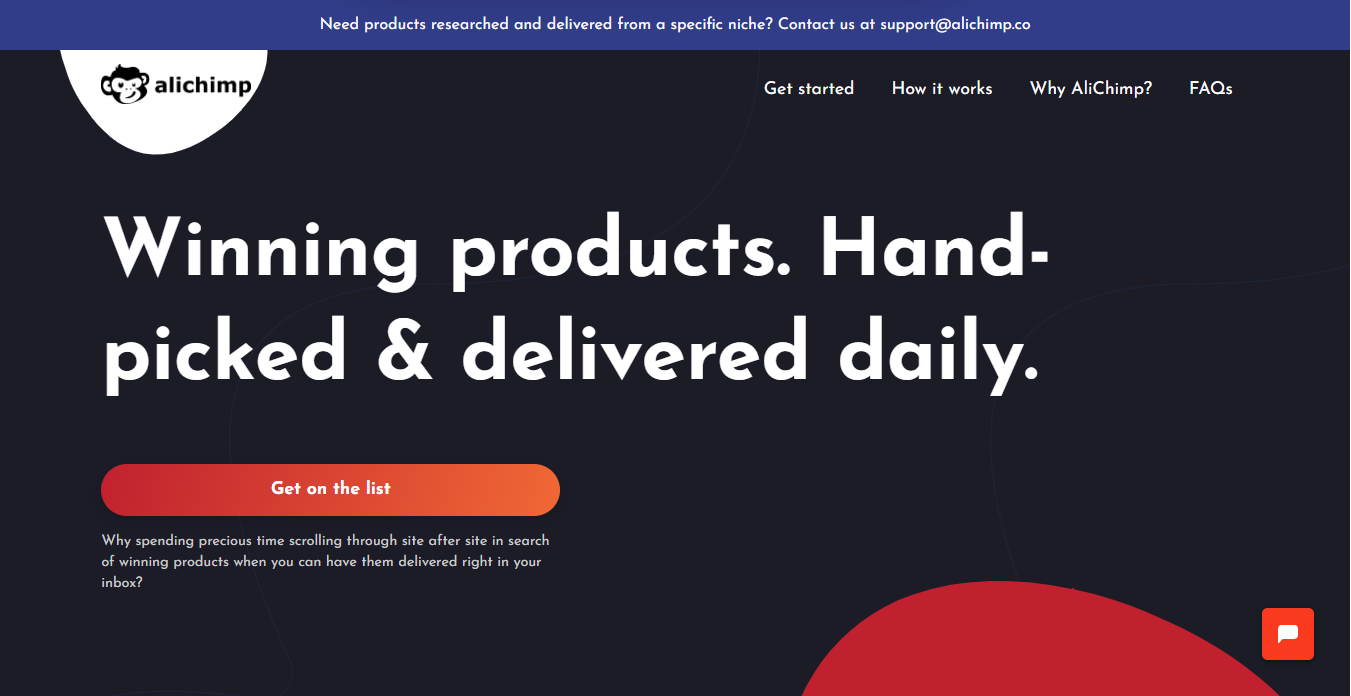 Need products researched and delivered from a specific niche? Contact us at support@alichimp.co
alichimp
Get started
How it works
Why AliChimp?
FAQs
Winning products. Hand-
picked & delivered daily.
Get on the list
Why spending precious time scrolling through site after site in search
of winning products when you can have them delivered right in your
inbox?